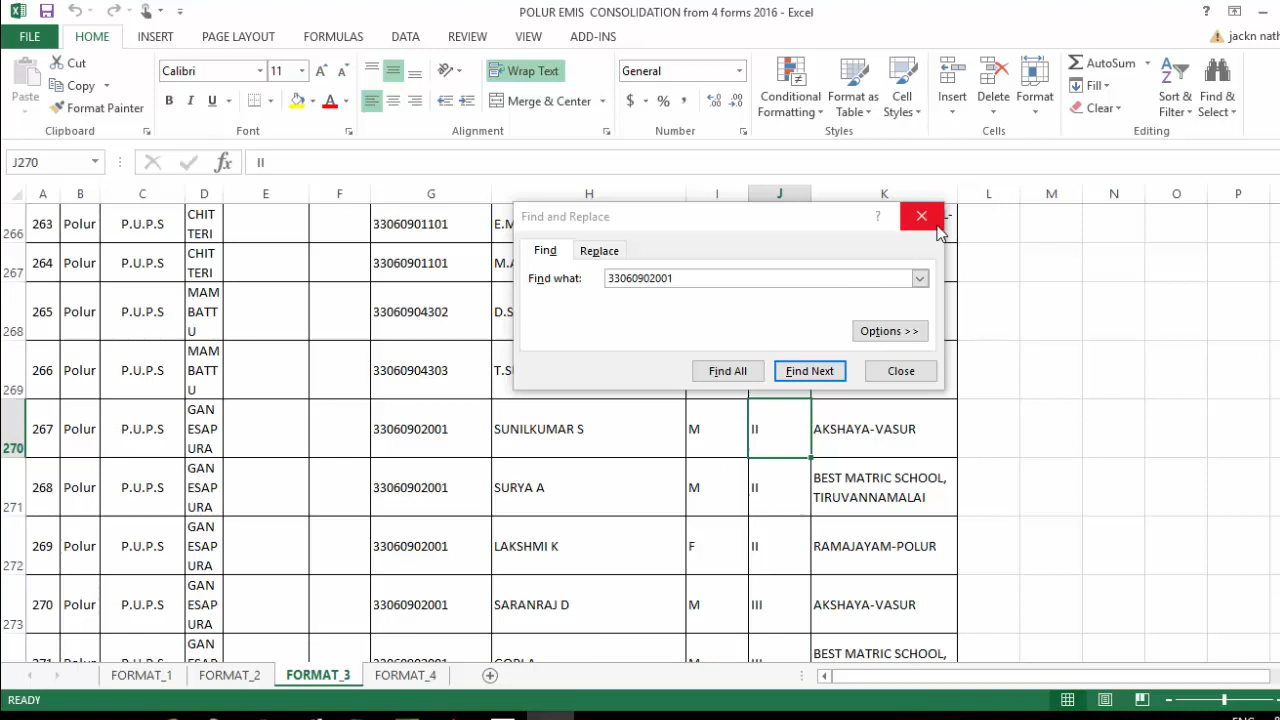 POLUR EMIS CONSOLIDATION from 4 forms 2016 - Excel
?
FILE HOME INSERT PAGE LAYOUT FORMULAS DATA REVIEW VIEW ADD-INS jackn nath
Paste Cut Copy Format Painter
Calibri 11
B I U
Wrap Text
Merge & Center
General
$ % ,
Conditional Formatting
Format as Table
Cell Styles
Insert Delete Format
AutoSum
Fill
Clear
Sort & Filter
Find & Select
Clipboard Font Alignment Number Styles Cells Editing
J270 fx II
A B C D E F G H I J K L M N O P
266 263 Polur P.U.P.S CHIT TERI 33060901101 E.M
267 264 Polur P.U.P.S CHIT TERI 33060901101
268 265 Polur P.U.P.S MAM BATT U 33060904302
269 266 Polur P.U.P.S MAM BATT U 33060904303
270 267 Polur P.U.P.S GAN ESAP URA 33060902001 SUNILKUMAR S M II AKSHAYA-VASUR
271 268 Polur P.U.P.S GAN ESAP URA 33060902001 SURYA A M II BEST MATRIC SCHOOL, TIRUVANNAMALAI
272 269 Polur P.U.P.S GAN ESAP URA 33060902001 LAKSHMI K F II RAMAJAYAM-POLUR
273 270 Polur P.U.P.S GAN ESAP URA 33060902001 SARANRAJ D M III AKSHAYA-VASUR
GAN BEST MATRIC SCHOOL,
Find and Replace ?
Find Replace
Find what: 33060902001
Options >>
Find All Find Next Close
FORMAT_1 FORMAT_2 FORMAT_3 FORMAT_4
READY